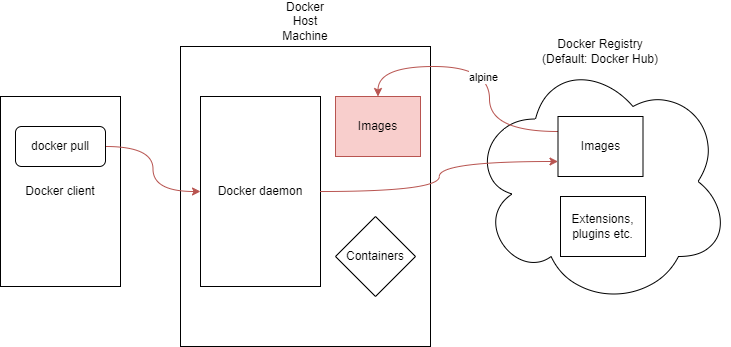 Docker
Host
Machine
Docker Registry
(Default: Docker Hub)
alpine
Images
Images
docker pull
Docker client
Docker daemon
Extensions,
plugins etc.
Containers